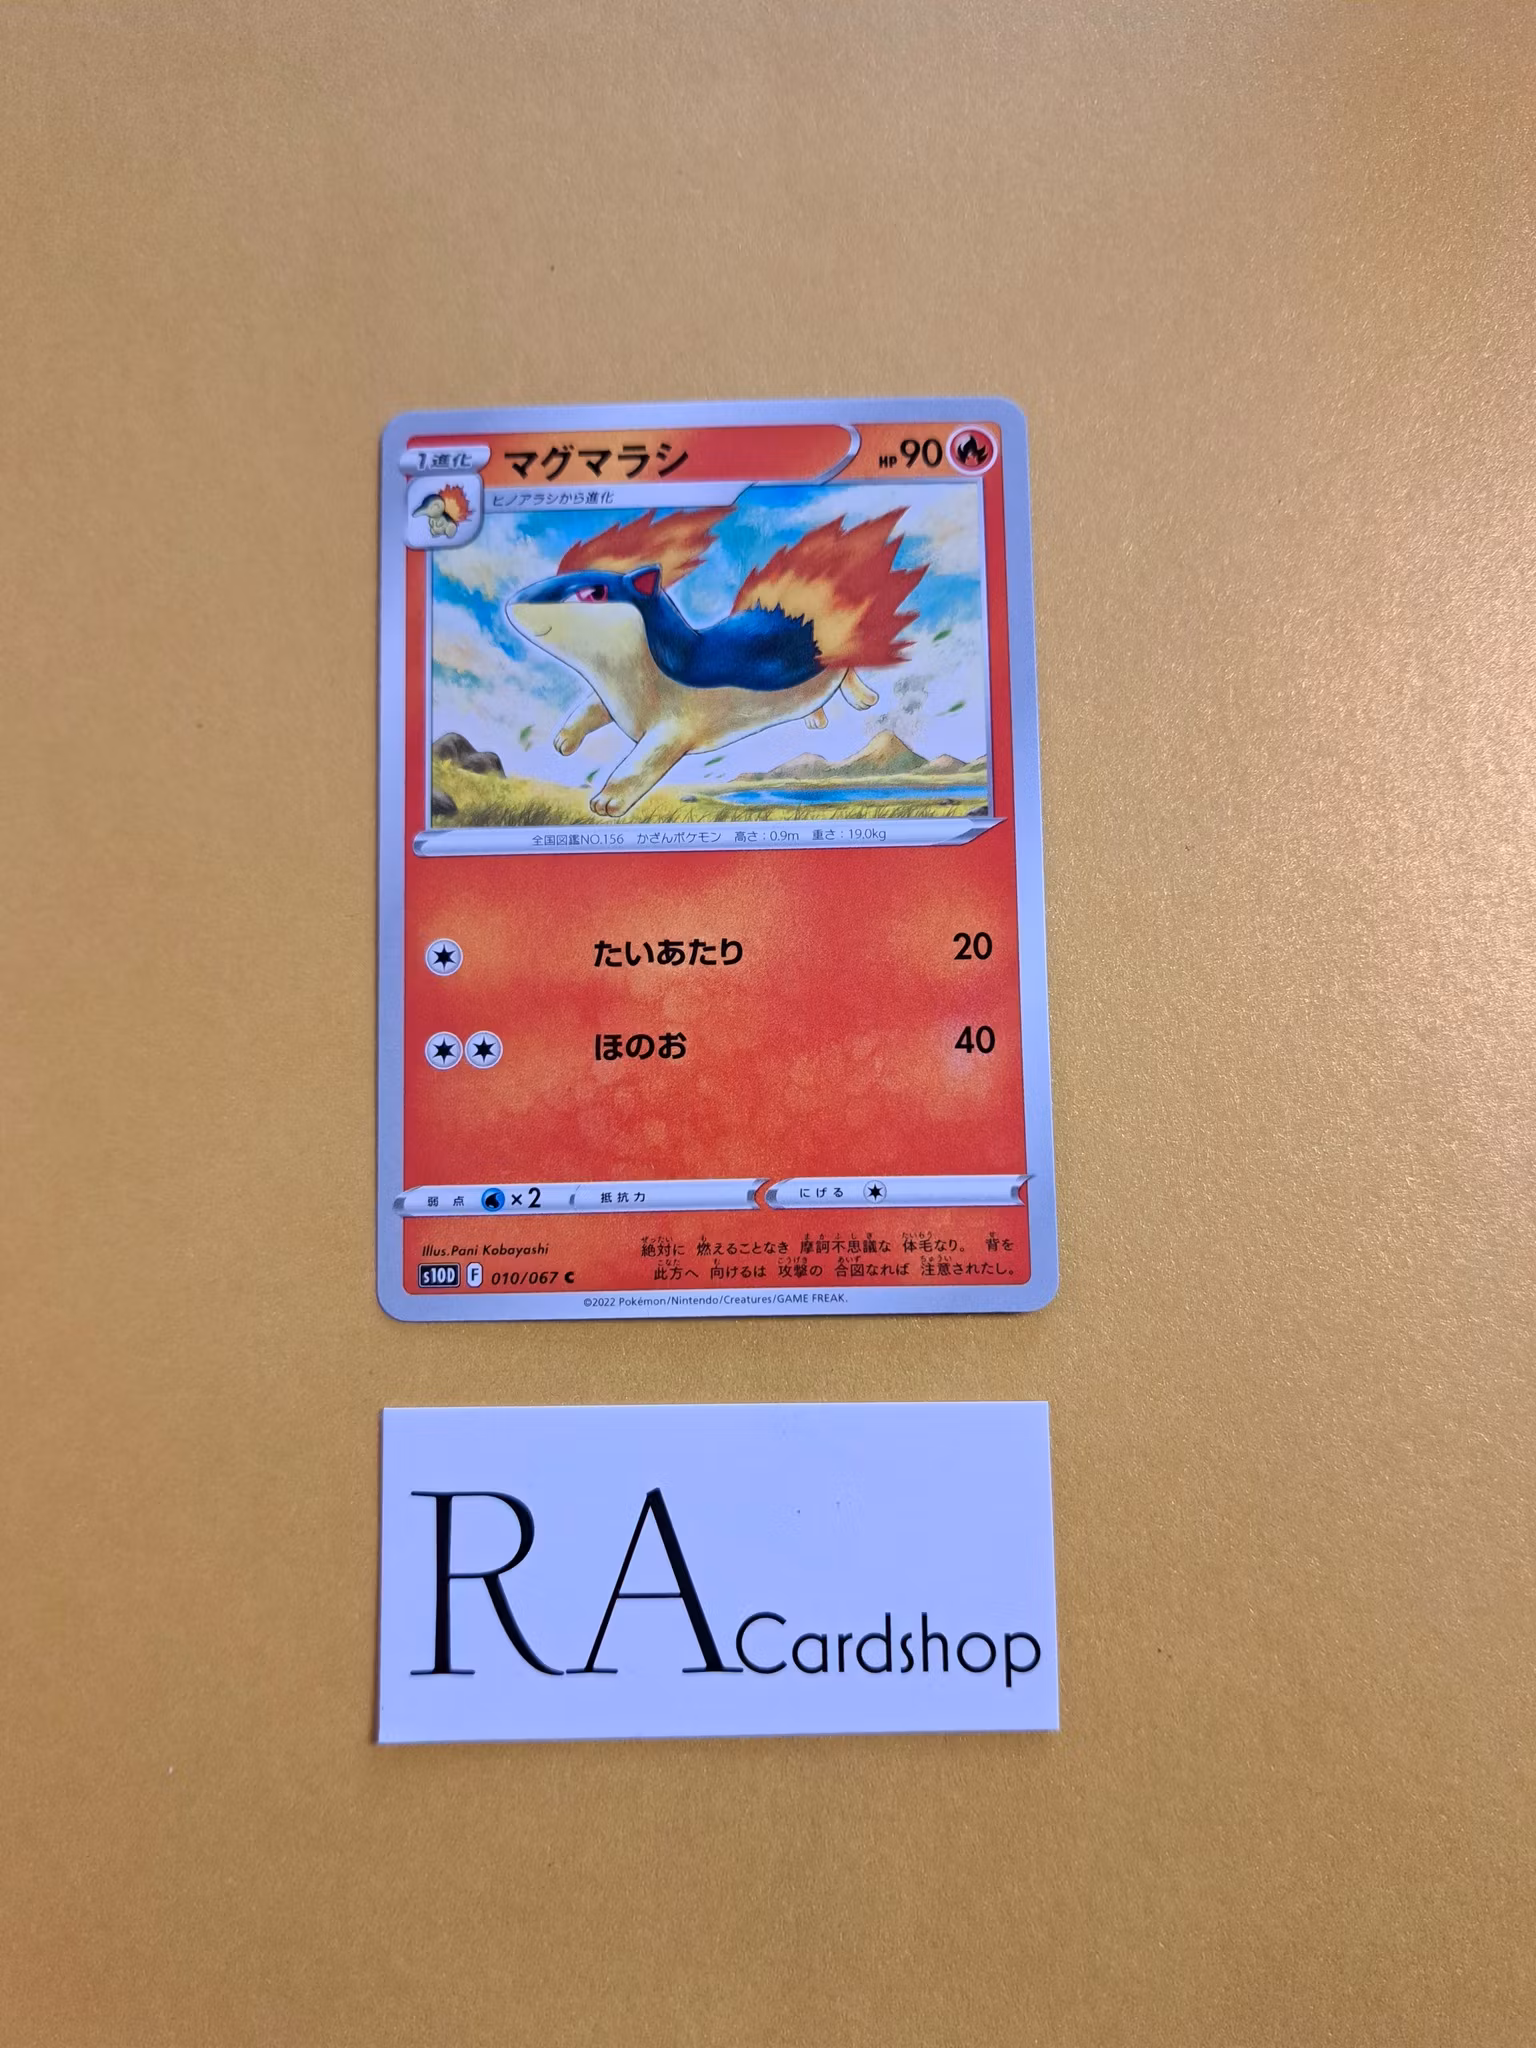 1進化
マグマラシ
HP90
ヒノアラシから進化
全国図鑑NO.156 かざんポケモン 高さ:0.9m 重さ:19.0kg
たいあたり 20
ほのお 40
弱点 ×2 抵抗力 にげる
Illus.Pani Kobayashi
絶対に 燃えることなき 摩訶不思議な 体毛なり。 背を
此方へ 向けるは 攻撃の 合図なれば 注意されたし。
s10D F 010/067 C
©2022 Pokémon/Nintendo/Creatures/GAME FREAK.
RA Cardshop